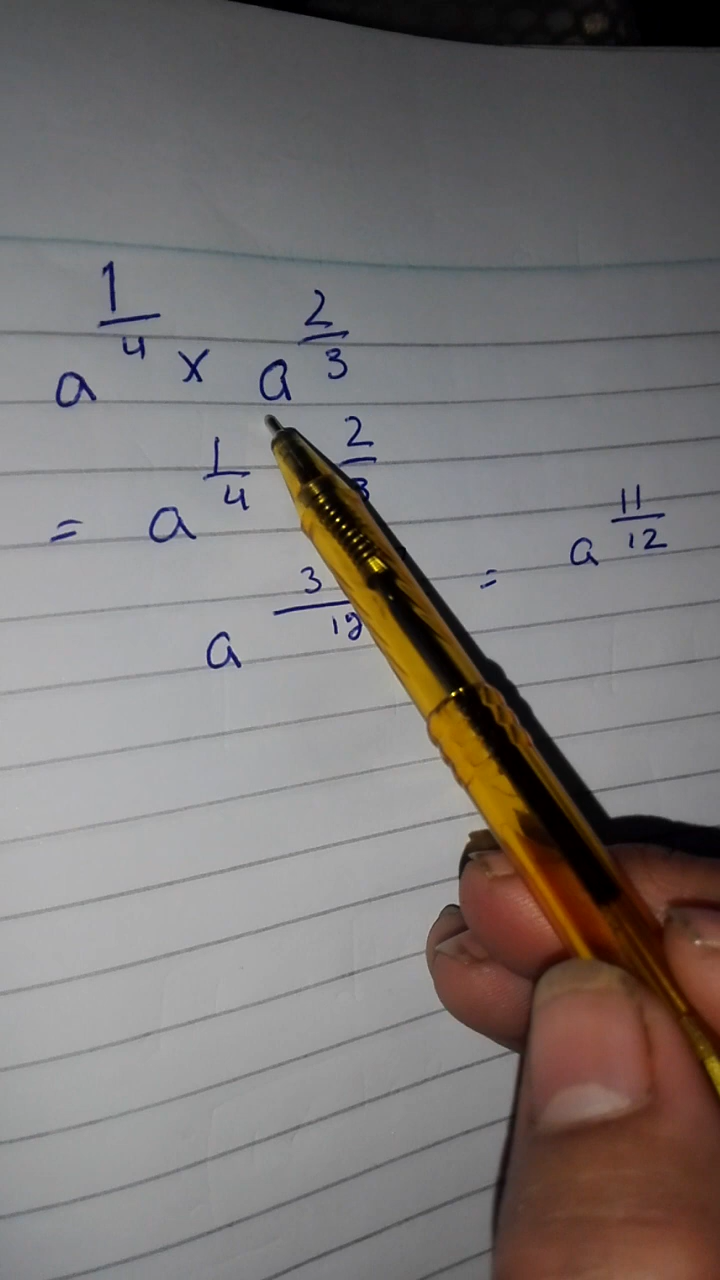 a^(1/4) x a^(2/3)
= a^(1/4 2/3)
a^(3/12) = a^(11/12)